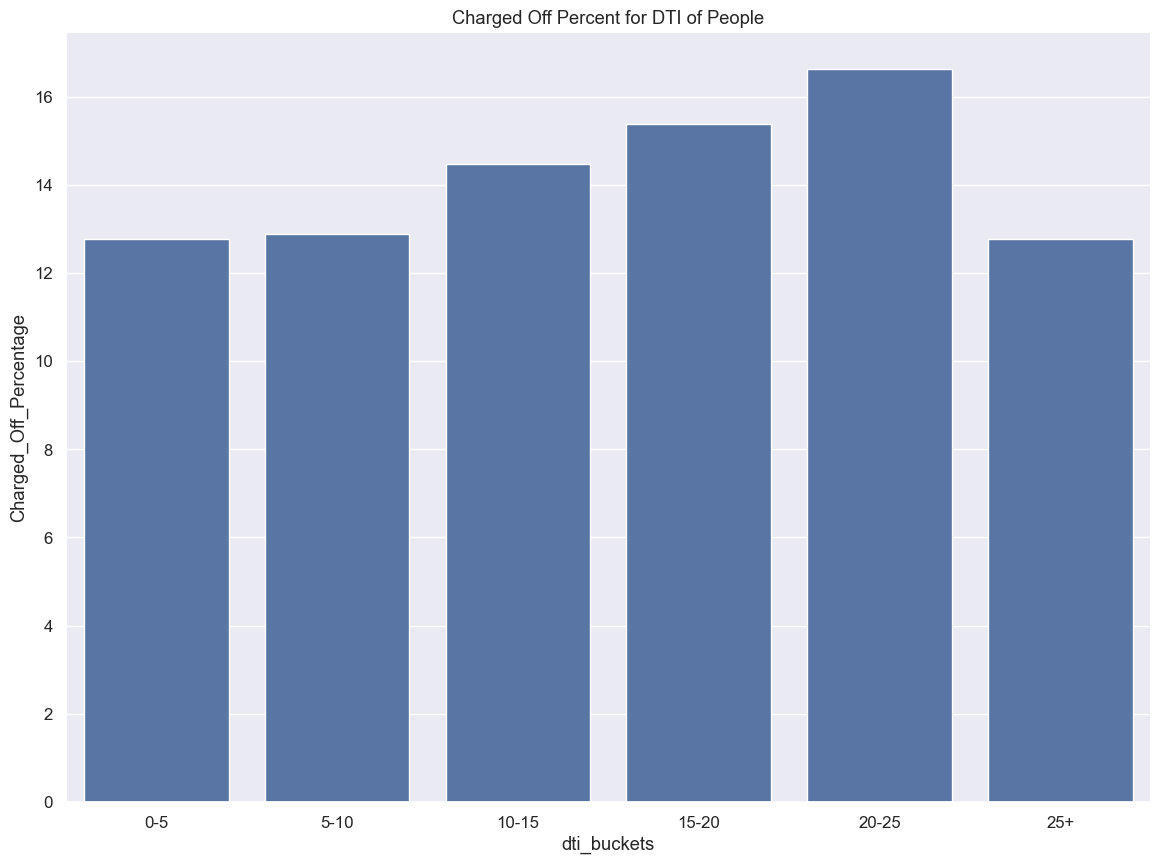 Charged Off Percent for DTI of People
Charged_Off_Percentage
16
14
12
10
8
6
4
2
0
0-5 5-10 10-15 15-20 20-25 25+
dti_buckets